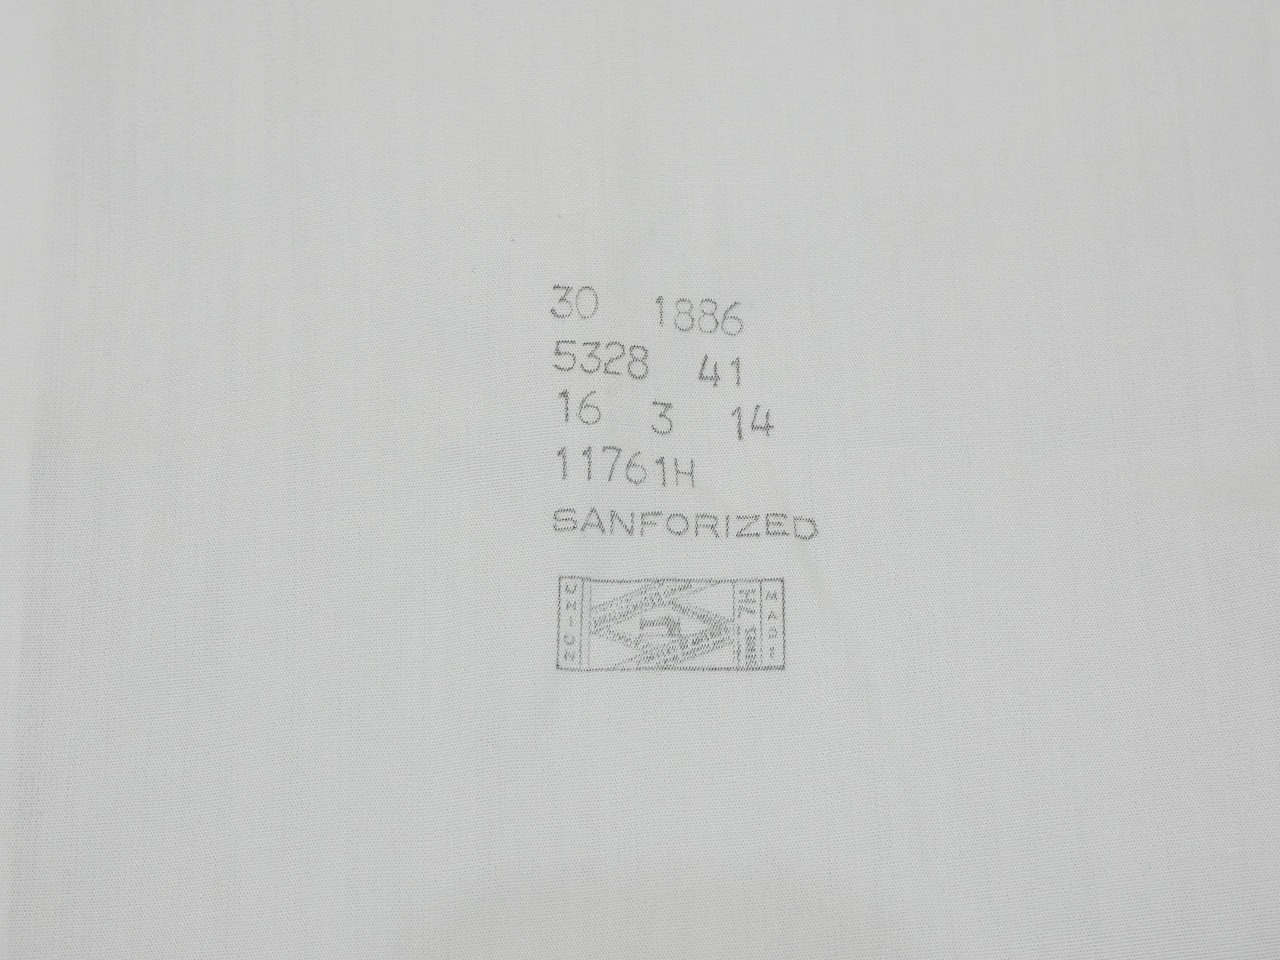 30 1886
5328 41
16 3 14
11761H
SANFORIZED
UNION
MADE